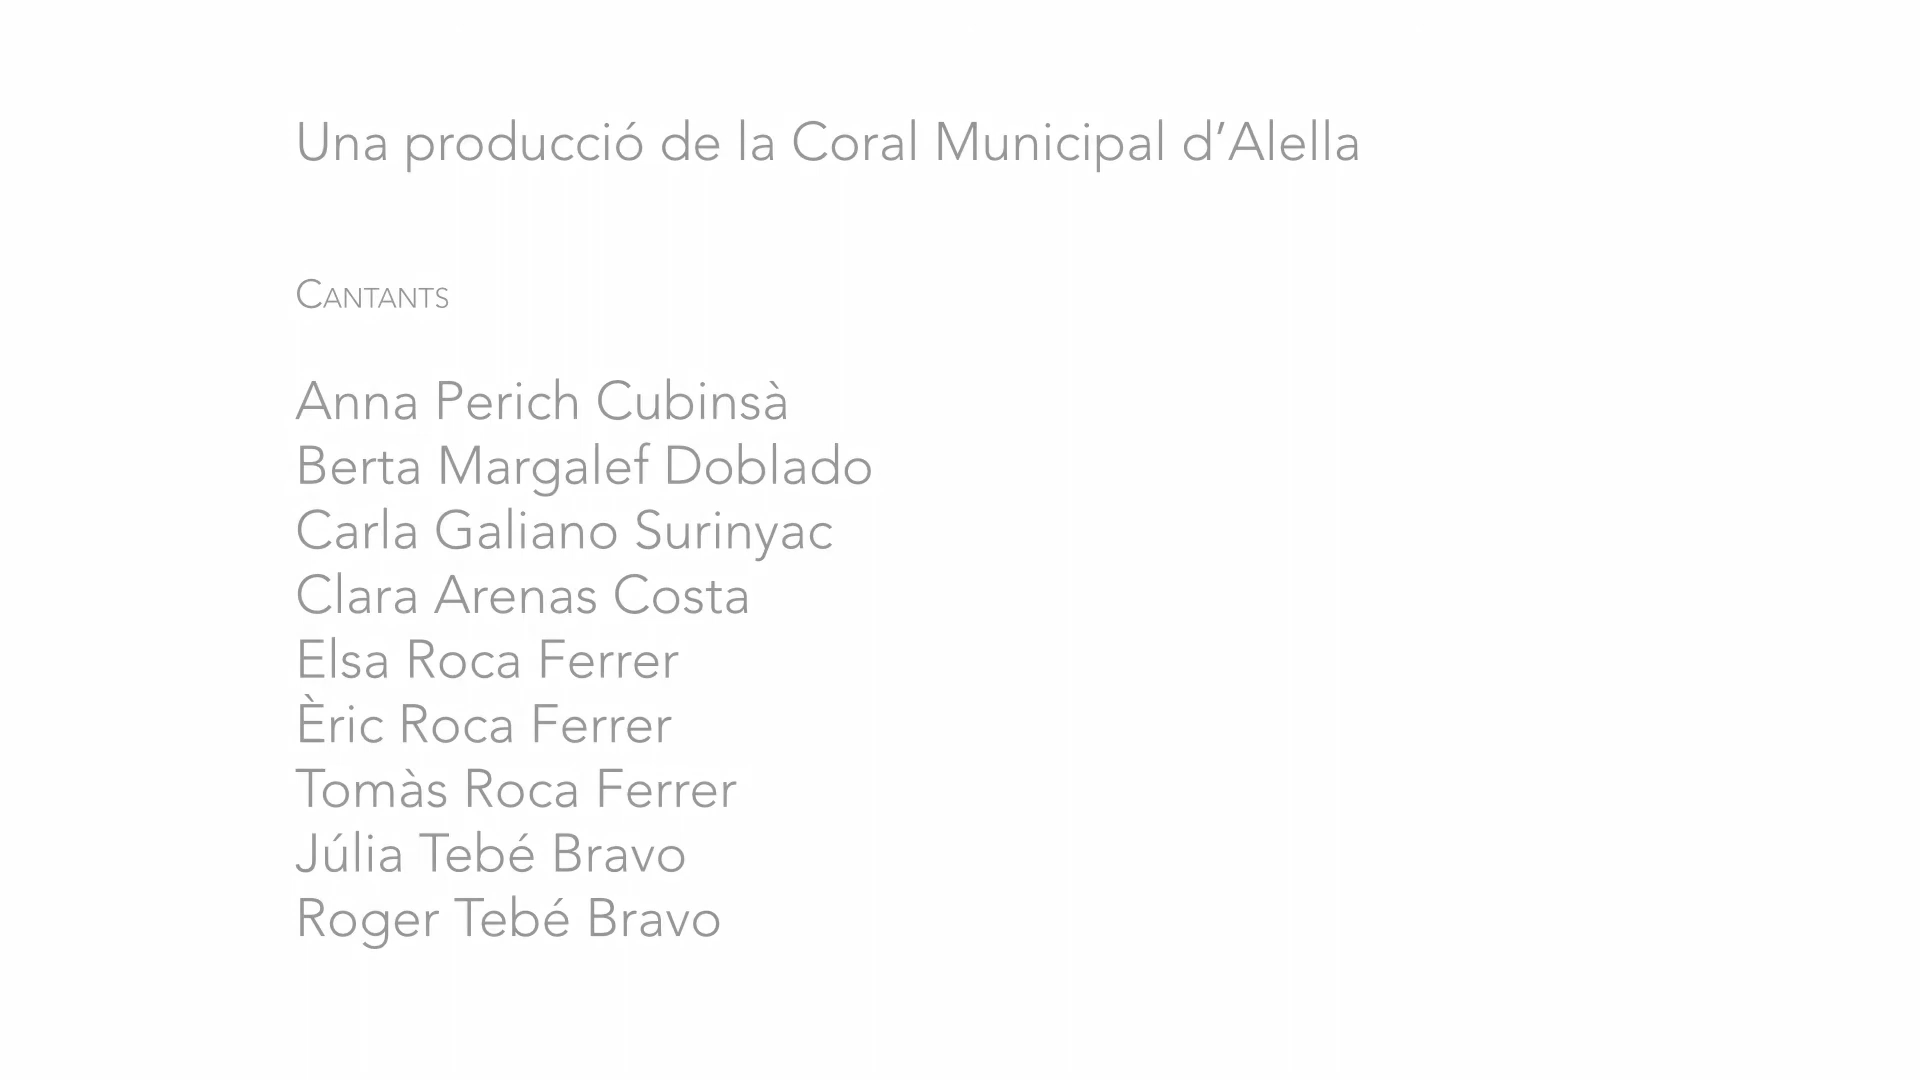 Una producció de la Coral Municipal d’Alella
Cantants
Anna Perich Cubinsà
Berta Margalef Doblado
Carla Galiano Surinyac
Clara Arenas Costa
Elsa Roca Ferrer
Èric Roca Ferrer
Tomàs Roca Ferrer
Júlia Tebé Bravo
Roger Tebé Bravo